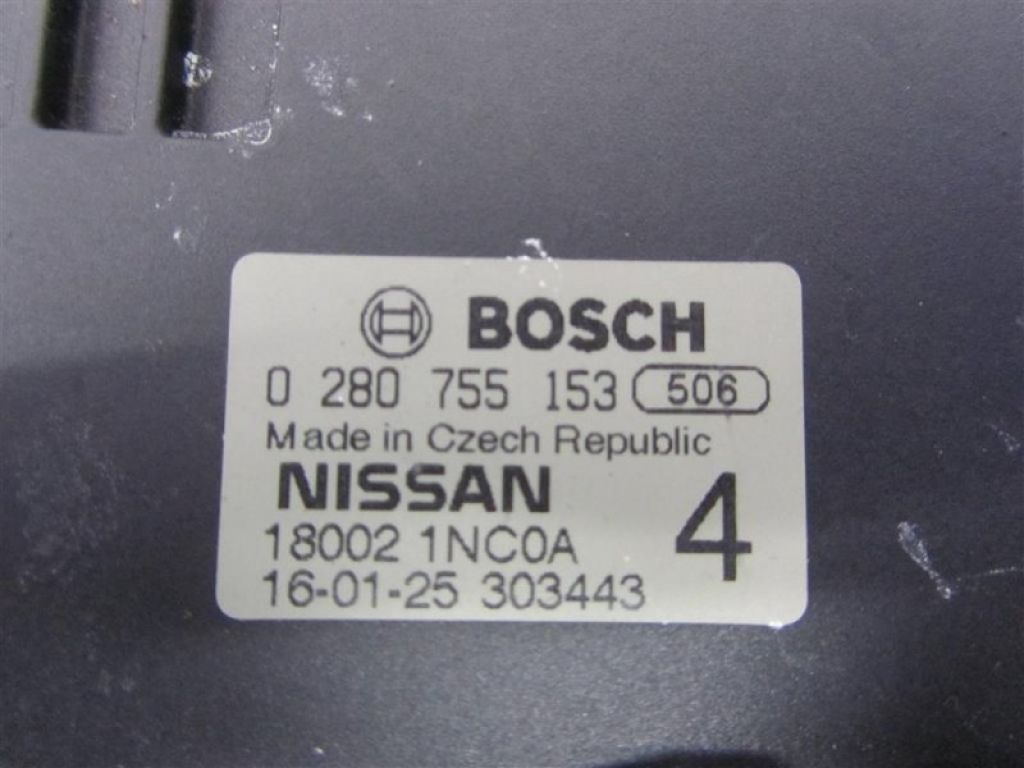 BOSCH
0 280 755 153 506
Made in Czech Republic
NISSAN
18002 1NC0A 4
16-01-25 303443